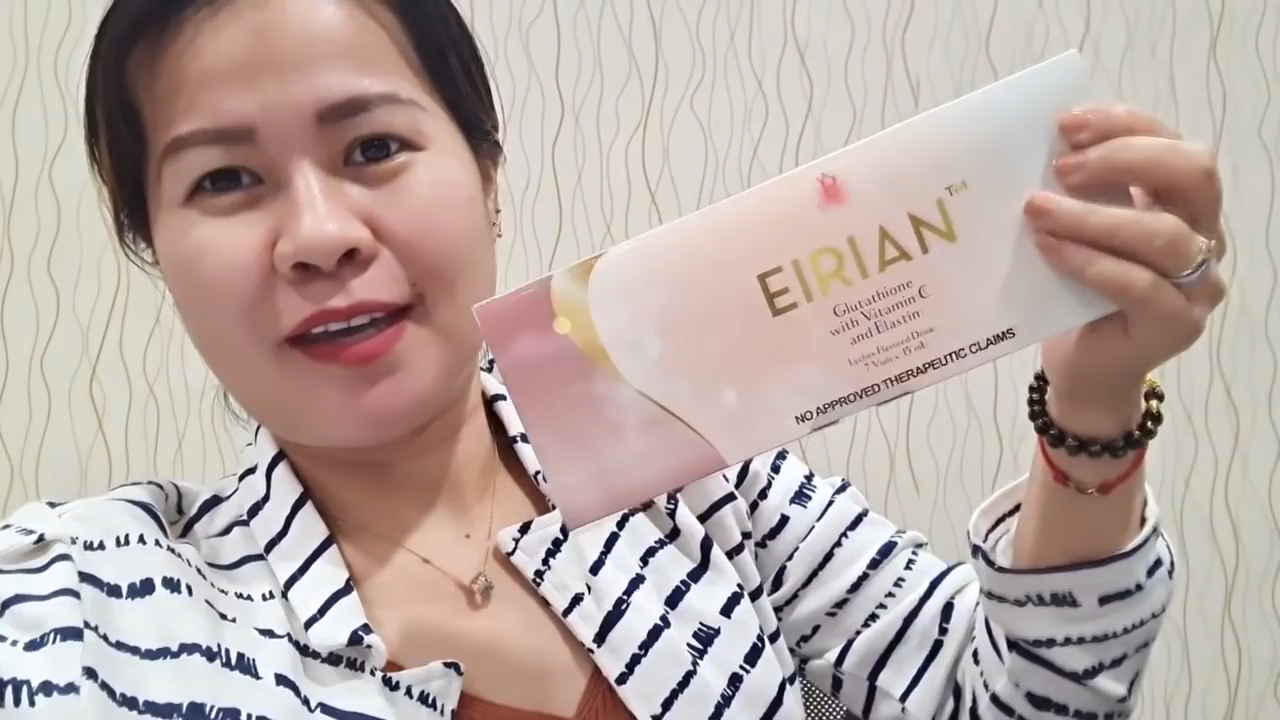 EIRIAN™
Glutathione
with Vitamin C
and Elastin
Lychee Flavored Drink
7 Vials x 15 mL
NO APPROVED THERAPEUTIC CLAIMS